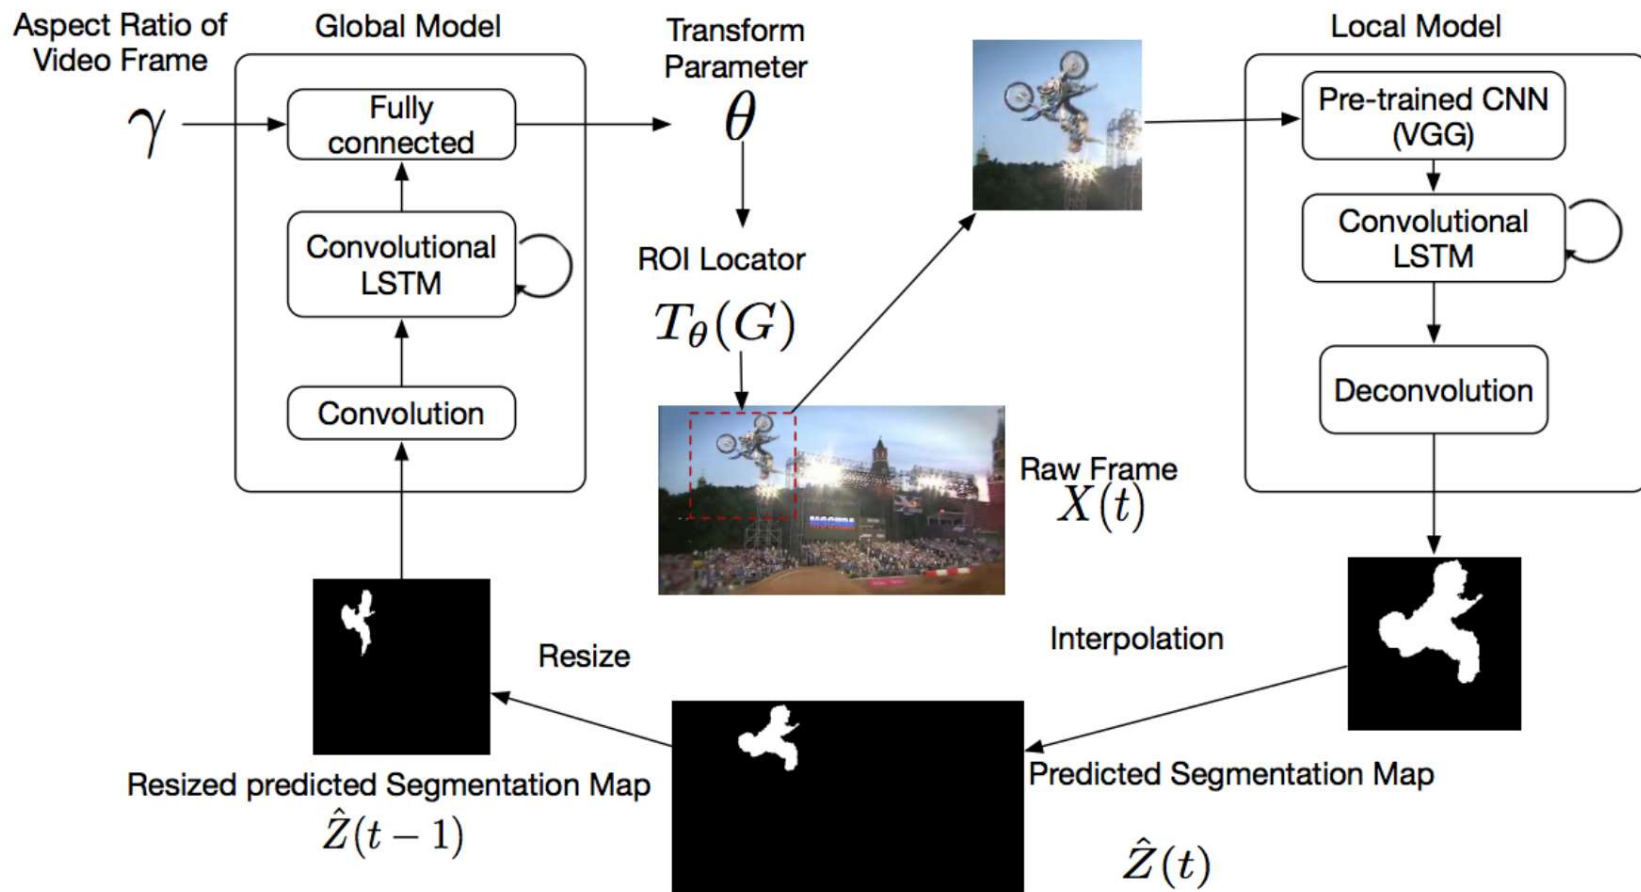 Aspect Ratio of
Video Frame
γ
Global Model
Fully
connected
Convolutional
LSTM
Convolution
Transform
Parameter
θ
ROI Locator
T_θ(G)
Raw Frame
X(t)
Local Model
Pre-trained CNN
(VGG)
Convolutional
LSTM
Deconvolution
Interpolation
Resize
Resized predicted Segmentation Map
Ẑ(t − 1)
Predicted Segmentation Map
Ẑ(t)